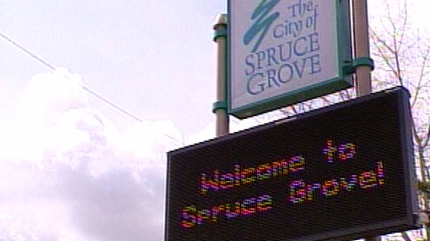 The
City of
SPRUCE
GROVE
Welcome to
Spruce Grove!